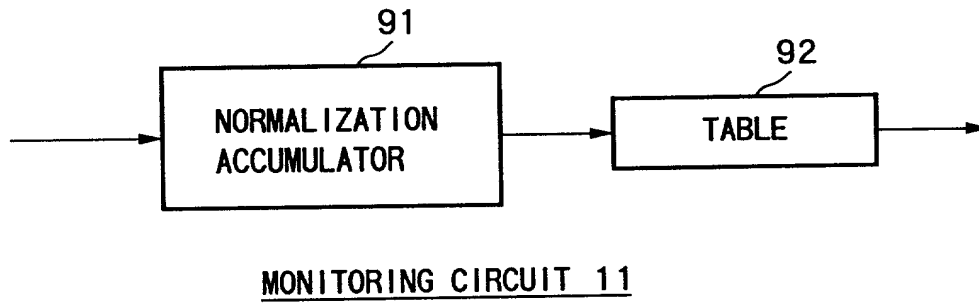 91
92
NORMALIZATION
ACCUMULATOR
TABLE
MONITORING CIRCUIT 11